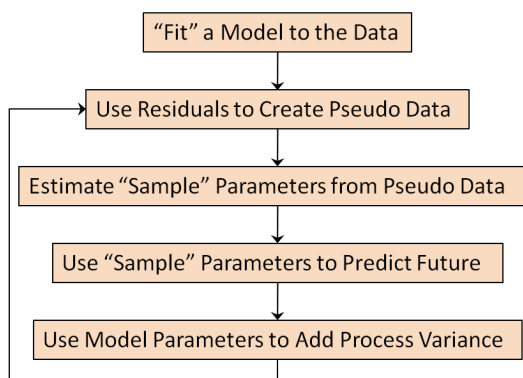 “Fit” a Model to the Data
Use Residuals to Create Pseudo Data
Estimate “Sample” Parameters from Pseudo Data
Use “Sample” Parameters to Predict Future
Use Model Parameters to Add Process Variance